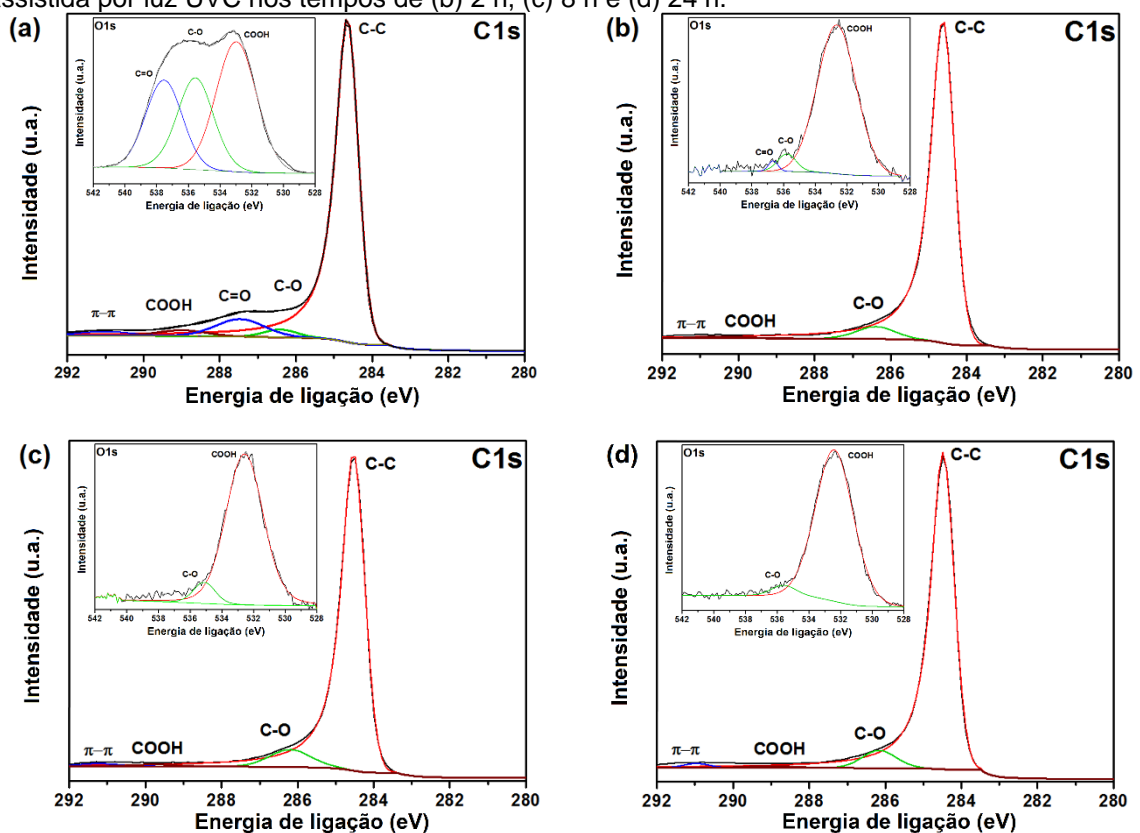 assistida por luz UVC nos tempos de (b) 2 h, (c) 8 h e (d) 24 h.
(a)
C1s
C-C
O1s
C=O
C-O
COOH
Intensidade (u.a.)
542 540 538 536 534 532 530 528
Energia de ligação (eV)
π–π
COOH
C=O
C-O
Intensidade (u.a.)
292 290 288 286 284 282 280
Energia de ligação (eV)
(b)
C1s
C-C
O1s
COOH
C=O
C-O
Intensidade (u.a.)
542 540 538 536 534 532 530 528
Energia de ligação (eV)
π–π
COOH
C-O
Intensidade (u.a.)
292 290 288 286 284 282 280
Energia de ligação (eV)
(c)
C1s
C-C
O1s
COOH
C-O
Intensidade (u.a.)
542 540 538 536 534 532 530 528
Energia de ligação (eV)
π–π
COOH
C-O
Intensidade (u.a.)
292 290 288 286 284 282 280
Energia de ligação (eV)
(d)
C1s
C-C
O1s
COOH
C-O
Intensidade (u.a.)
542 540 538 536 534 532 530 528
Energia de ligação (eV)
π–π
COOH
C-O
Intensidade (u.a.)
292 290 288 286 284 282 280
Energia de ligação (eV)